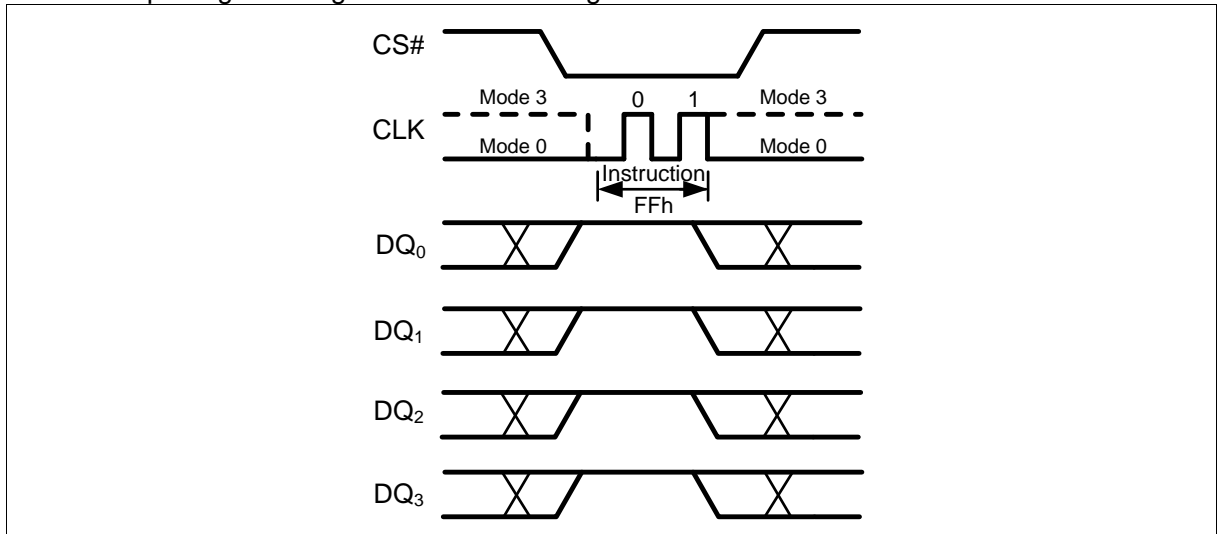 CS#
Mode 3 0 1 Mode 3
CLK
Mode 0 Mode 0
Instruction
FFh
DQ0
DQ1
DQ2
DQ3